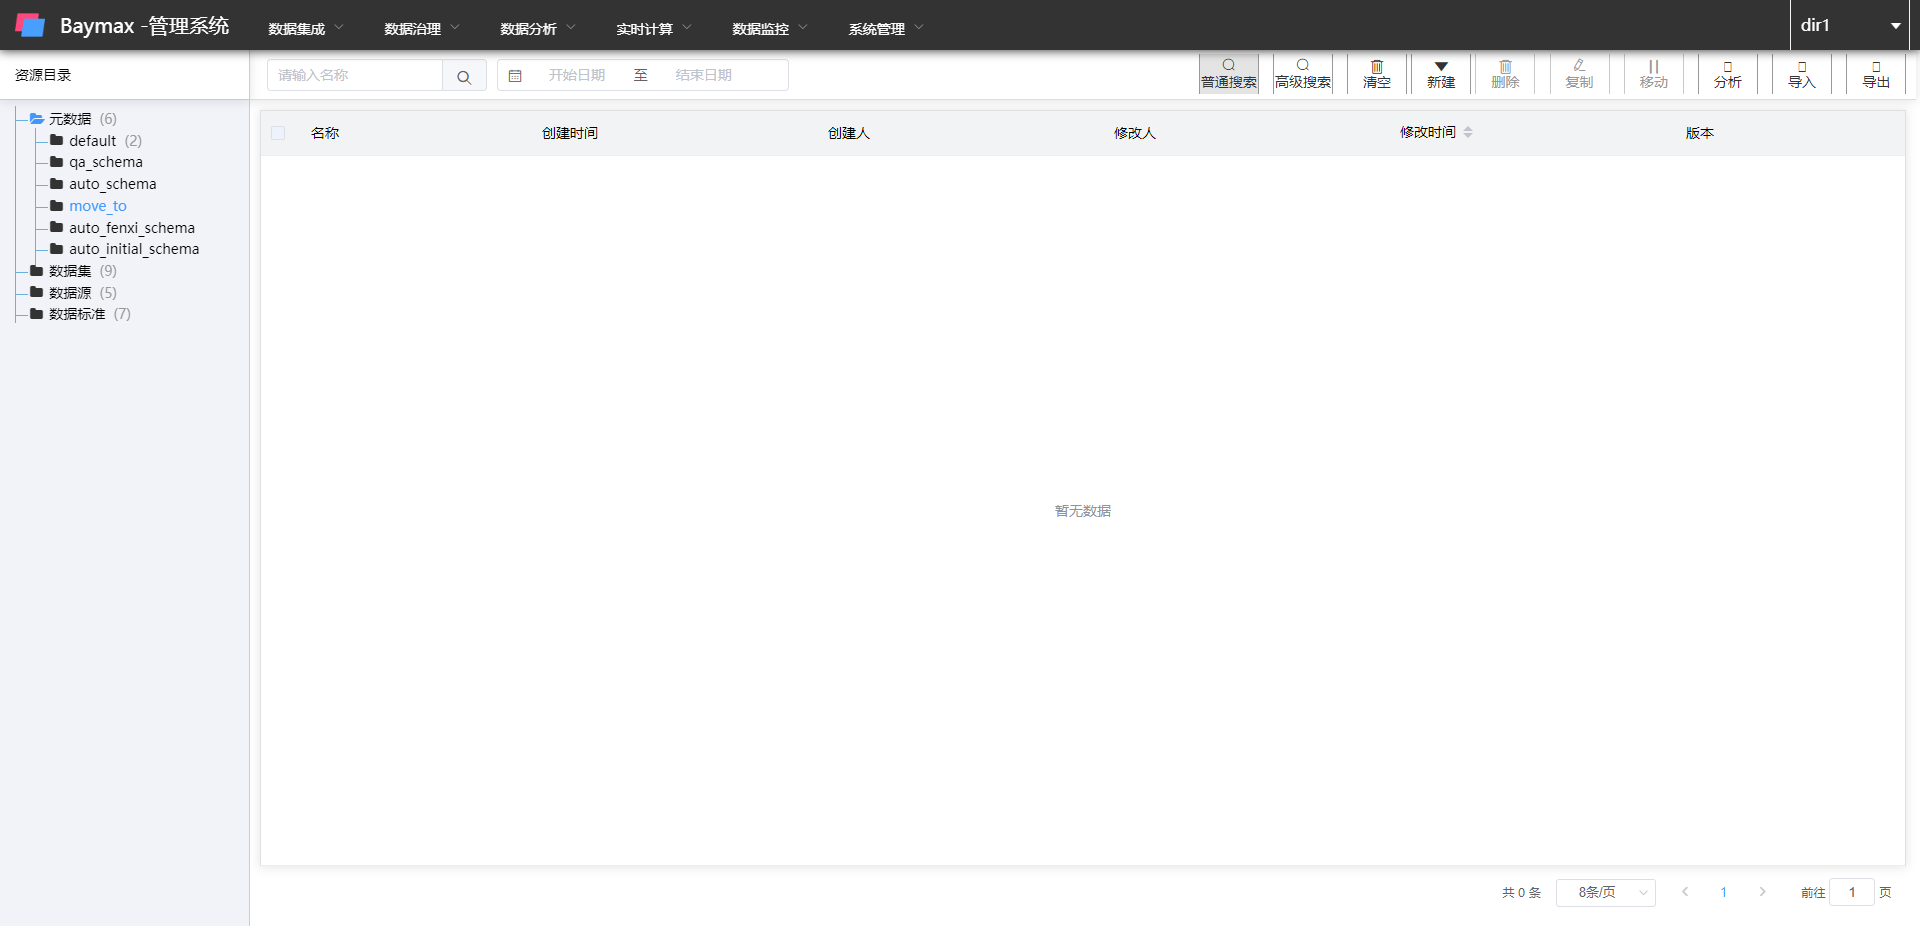 Baymax -管理系统 数据集成 数据治理 数据分析 实时计算 数据监控 系统管理 dir1
资源目录
请输入名称 开始日期 至 结束日期 普通搜索 高级搜索 清空 新建 删除 复制 移动 分析 导入 导出
元数据 (6)
default (2)
qa_schema
auto_schema
move_to
auto_fenxi_schema
auto_initial_schema
数据集 (9)
数据源 (5)
数据标准 (7)
名称 创建时间 创建人 修改人 修改时间 版本
暂无数据
共 0 条 8条/页 1 前往 1 页